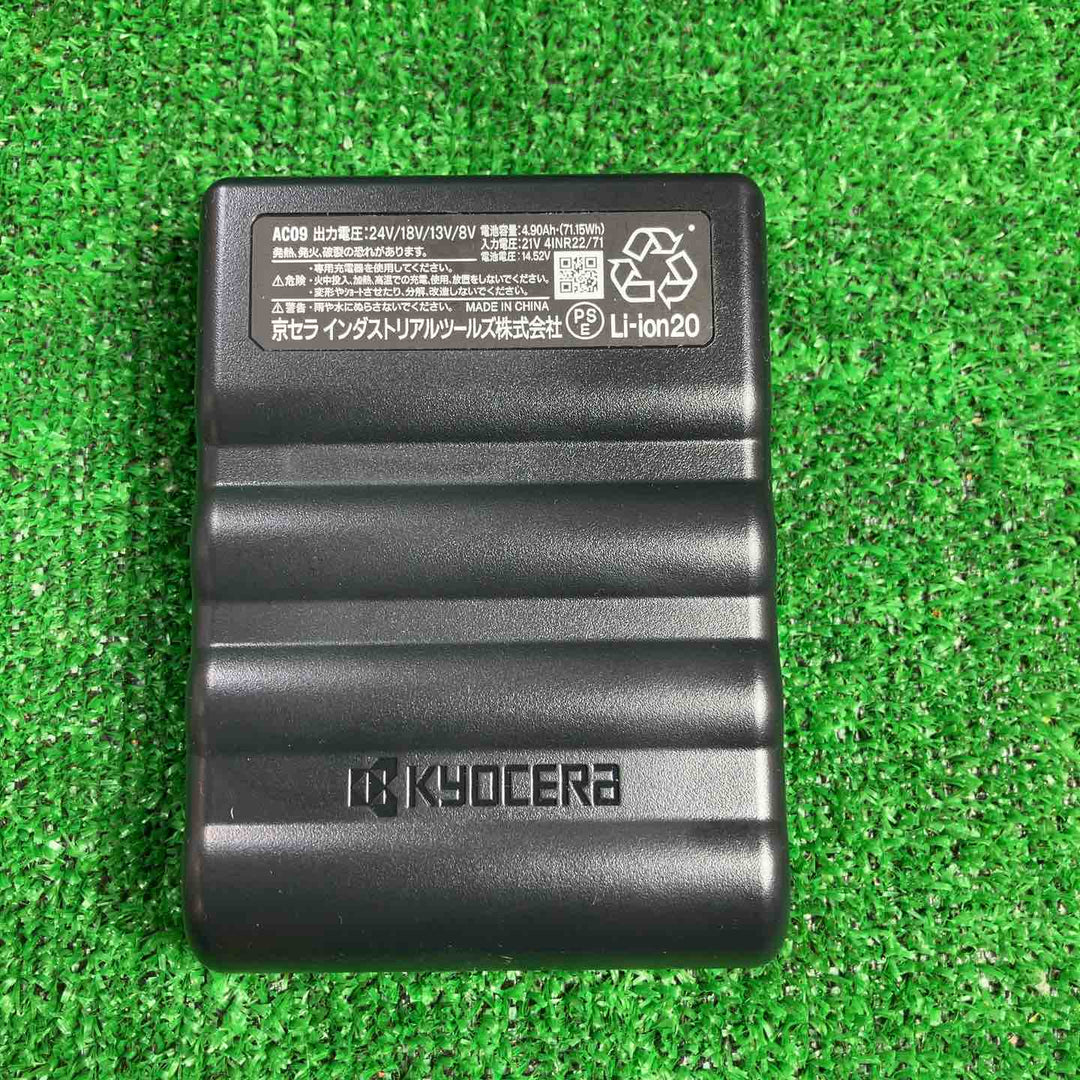 AC09 出力電圧:24V/18V/13V/8V 電池容量:4.90Ah・(71.15Wh)
発熱、発火、破裂の恐れがあります。 入力電圧:21V 4INR22/71
電池電圧:14.52V
・専用充電器を使用してください。
⚠危険・火中投入、加熱、高温での充電、使用、放置をしないでください。
・変形やショートさせたり、分解、改造しないでください。
⚠警告・雨や水にぬらさないでください。 MADE IN CHINA
京セラ インダストリアルツールズ株式会社 PSE Li-ion20
KYOCERA